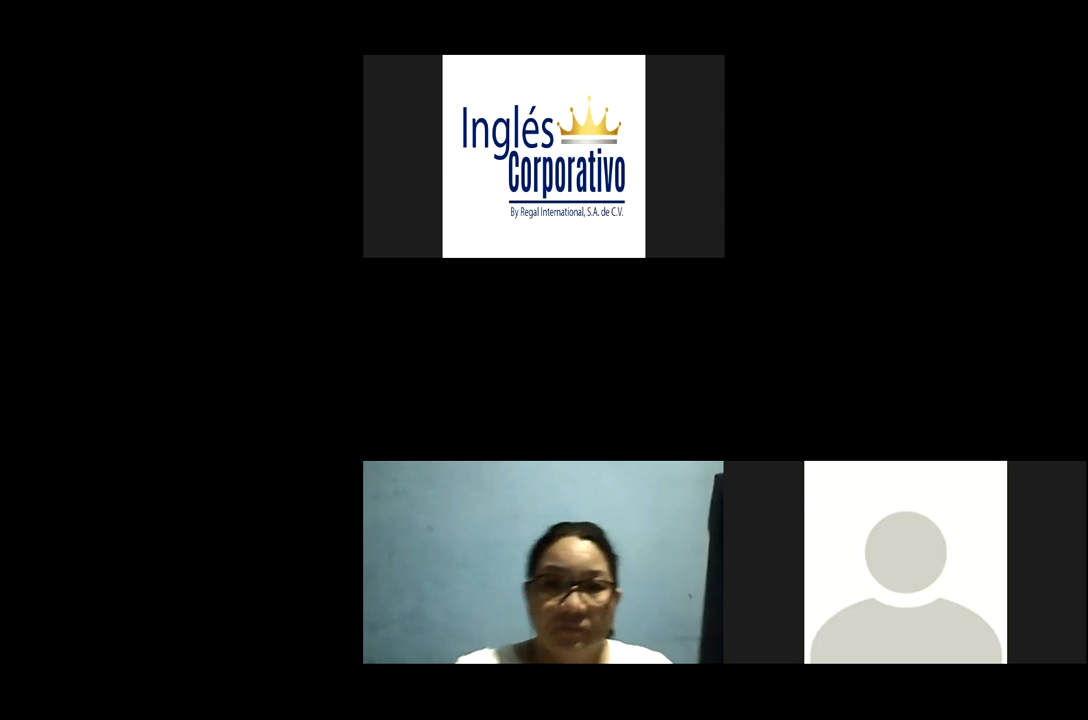 Inglés
Corporativo
By Regal International, S.A. de C.V.